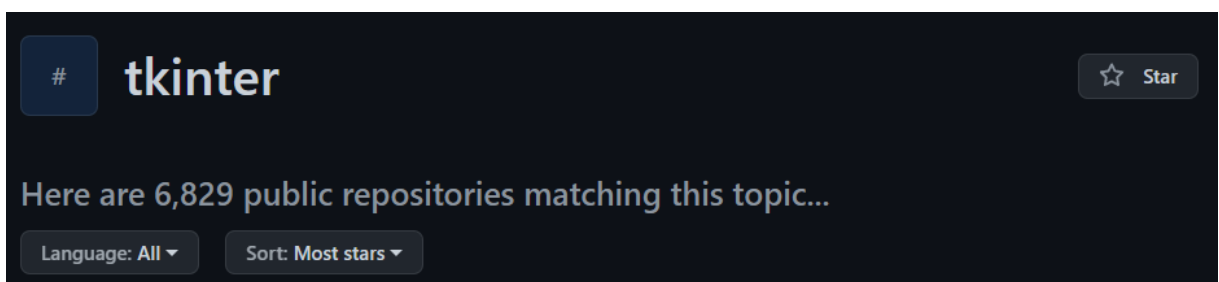 # tkinter
Star
Here are 6,829 public repositories matching this topic...
Language: All Sort: Most stars